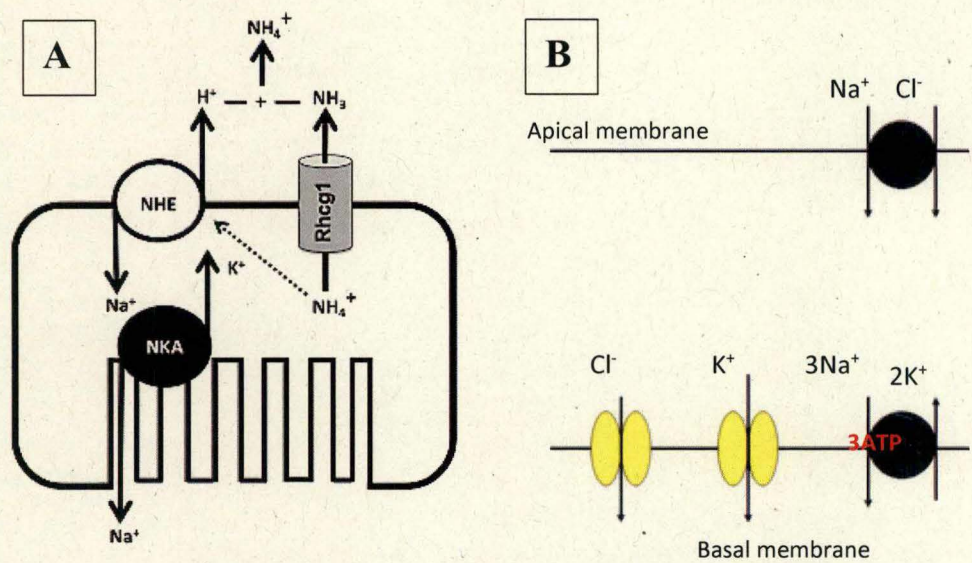 A
NH₄⁺
H⁺ — + — NH₃
NHE
Rhcg1
K⁺
Na⁺
NH₄⁺
NKA
Na⁺
B
Na⁺ Cl⁻
Apical membrane
Cl⁻ K⁺ 3Na⁺ 2K⁺
3ATP
Basal membrane